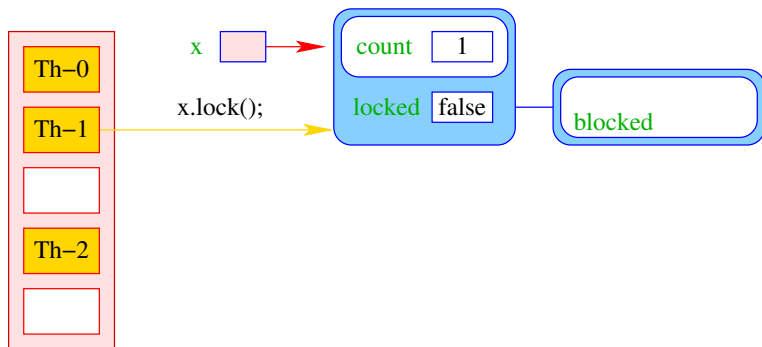 x
count 1
Th−0
x.lock();
locked false
Th−1
blocked
Th−2